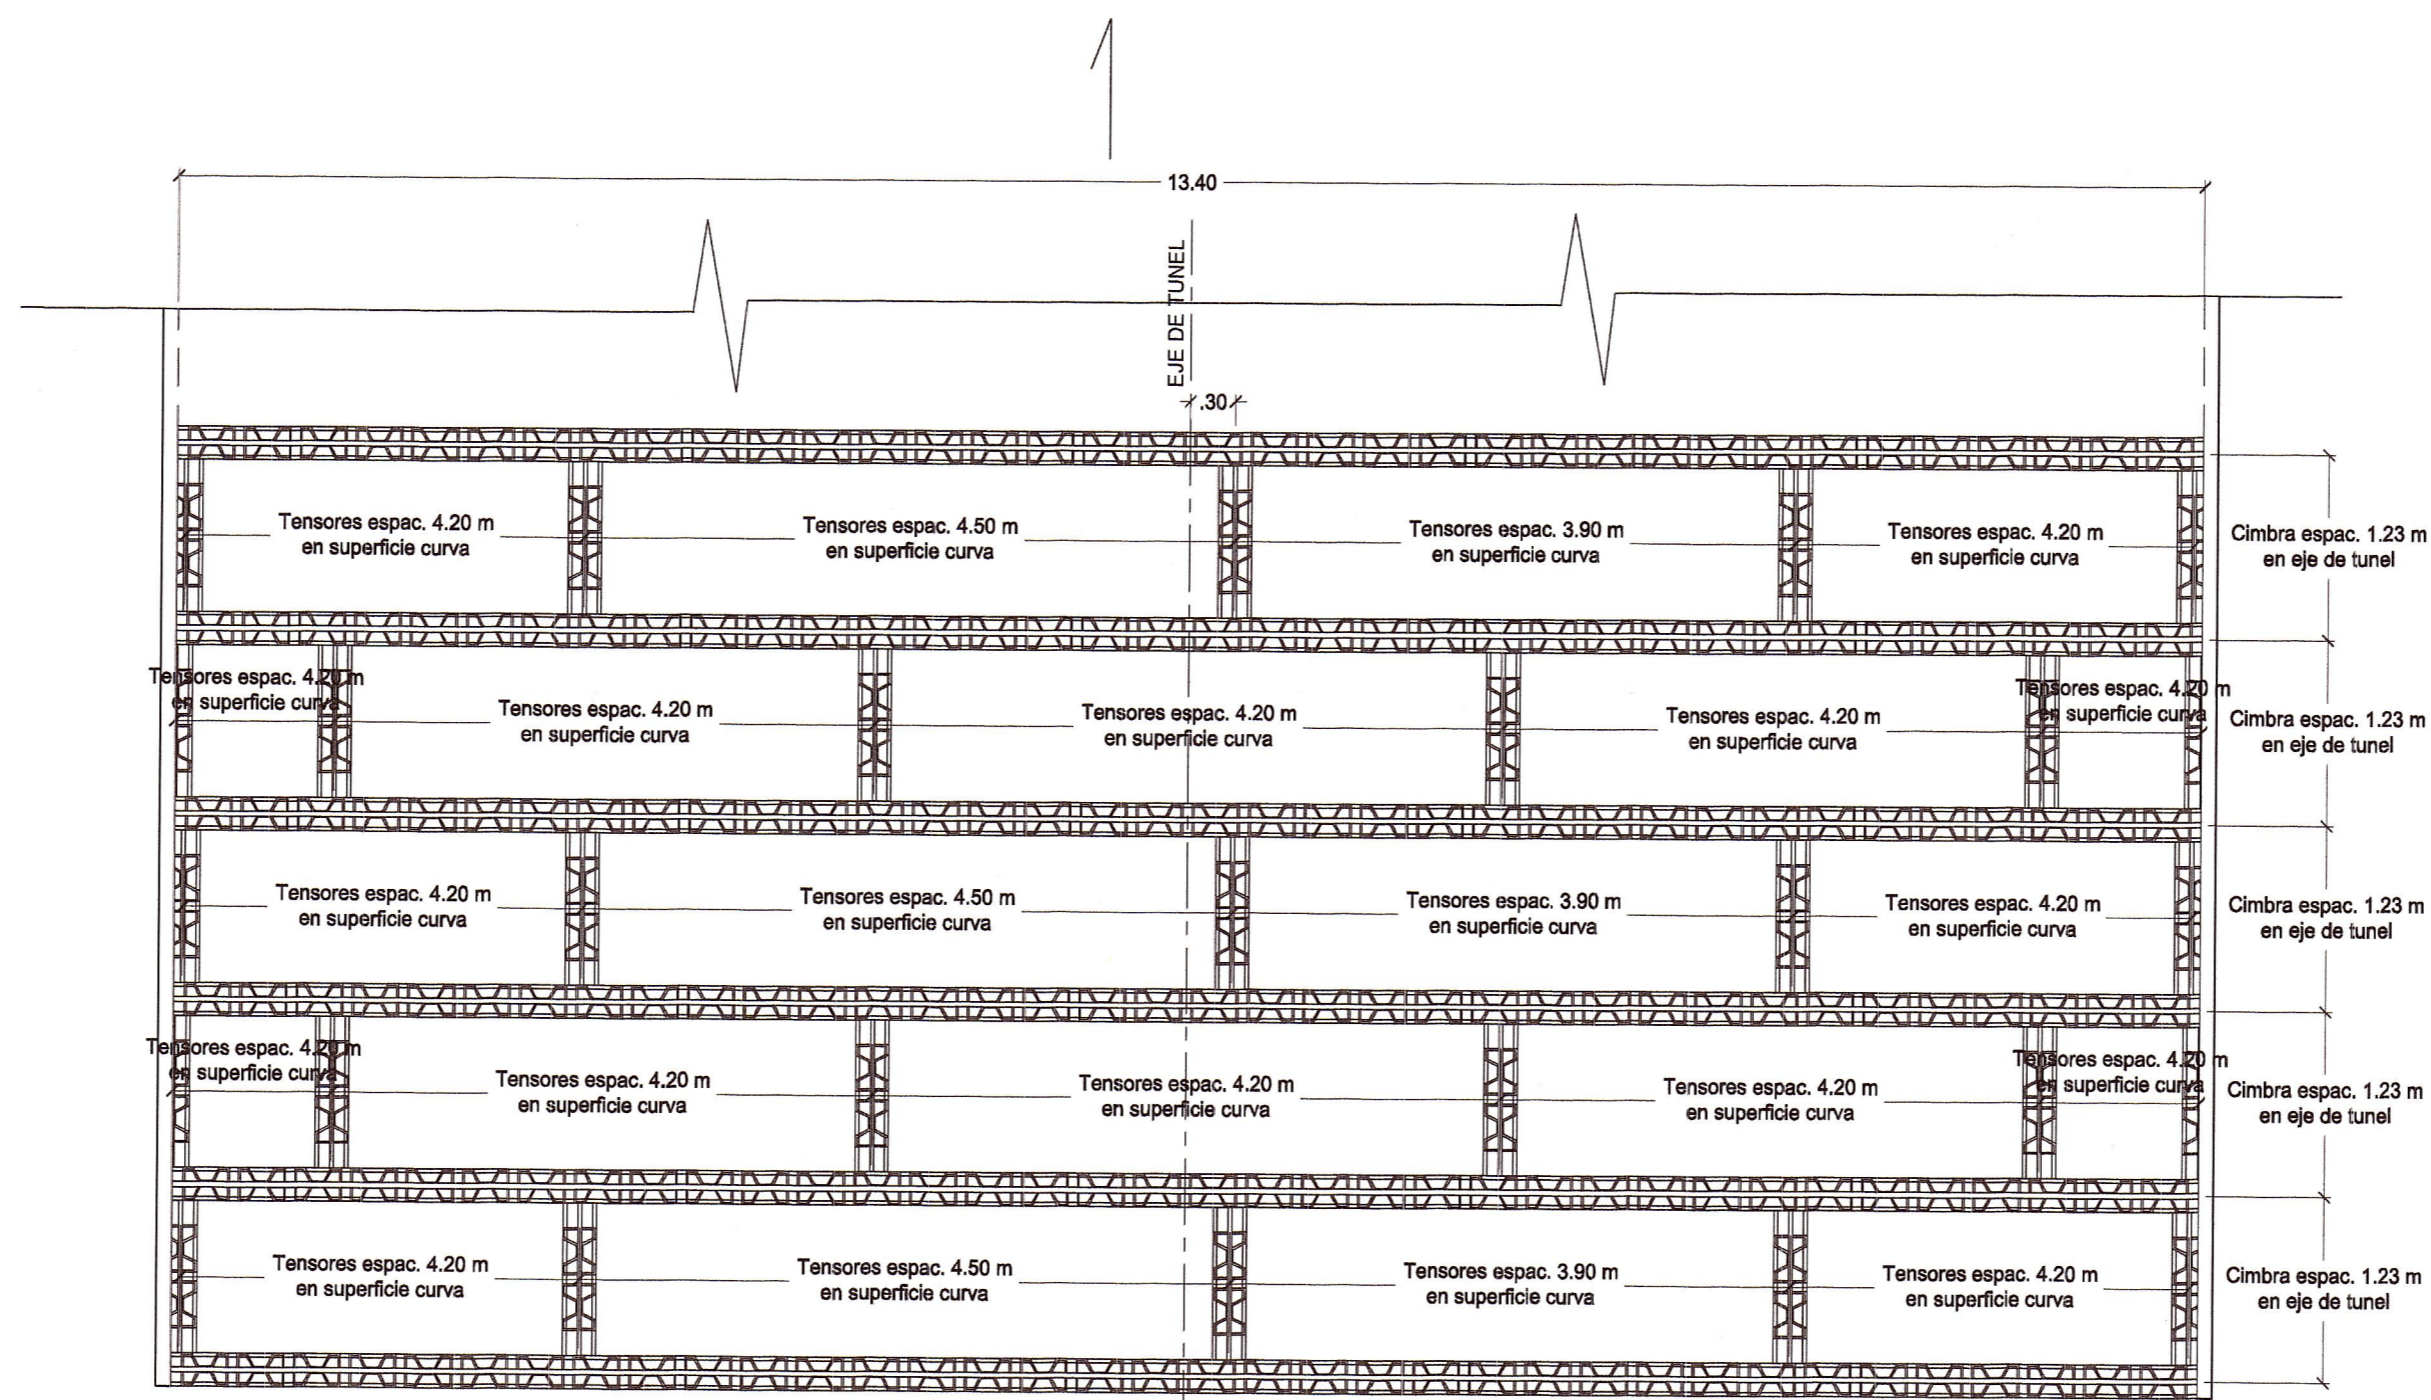 13.40
EJE DE TUNEL
.30
Tensores espac. 4.20 m
en superficie curva
Tensores espac. 4.50 m
en superficie curva
Tensores espac. 3.90 m
en superficie curva
Tensores espac. 4.20 m
en superficie curva
Cimbra espac. 1.23 m
en eje de tunel
Tensores espac. 4.20 m
en superficie curva
Tensores espac. 4.20 m
en superficie curva
Tensores espac. 4.20 m
en superficie curva
Tensores espac. 4.20 m
en superficie curva
Tensores espac. 4.20 m
en superficie curva
Cimbra espac. 1.23 m
en eje de tunel
Tensores espac. 4.20 m
en superficie curva
Tensores espac. 4.50 m
en superficie curva
Tensores espac. 3.90 m
en superficie curva
Tensores espac. 4.20 m
en superficie curva
Cimbra espac. 1.23 m
en eje de tunel
Tensores espac. 4.20 m
en superficie curva
Tensores espac. 4.20 m
en superficie curva
Tensores espac. 4.20 m
en superficie curva
Tensores espac. 4.20 m
en superficie curva
Tensores espac. 4.20 m
en superficie curva
Cimbra espac. 1.23 m
en eje de tunel
Tensores espac. 4.20 m
en superficie curva
Tensores espac. 4.50 m
en superficie curva
Tensores espac. 3.90 m
en superficie curva
Tensores espac. 4.20 m
en superficie curva
Cimbra espac. 1.23 m
en eje de tunel